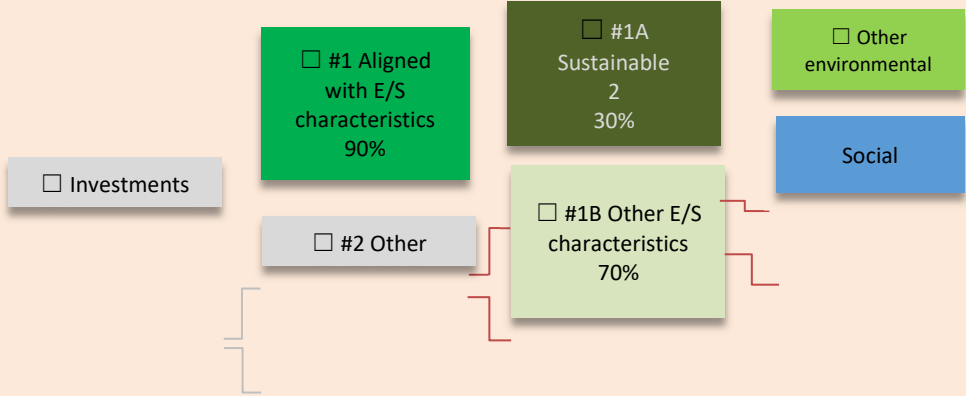 ☐ Investments
☐ #1 Aligned
with E/S
characteristics
90%
☐ #2 Other
☐ #1A
Sustainable
2
30%
☐ #1B Other E/S
characteristics
70%
☐ Other
environmental
Social